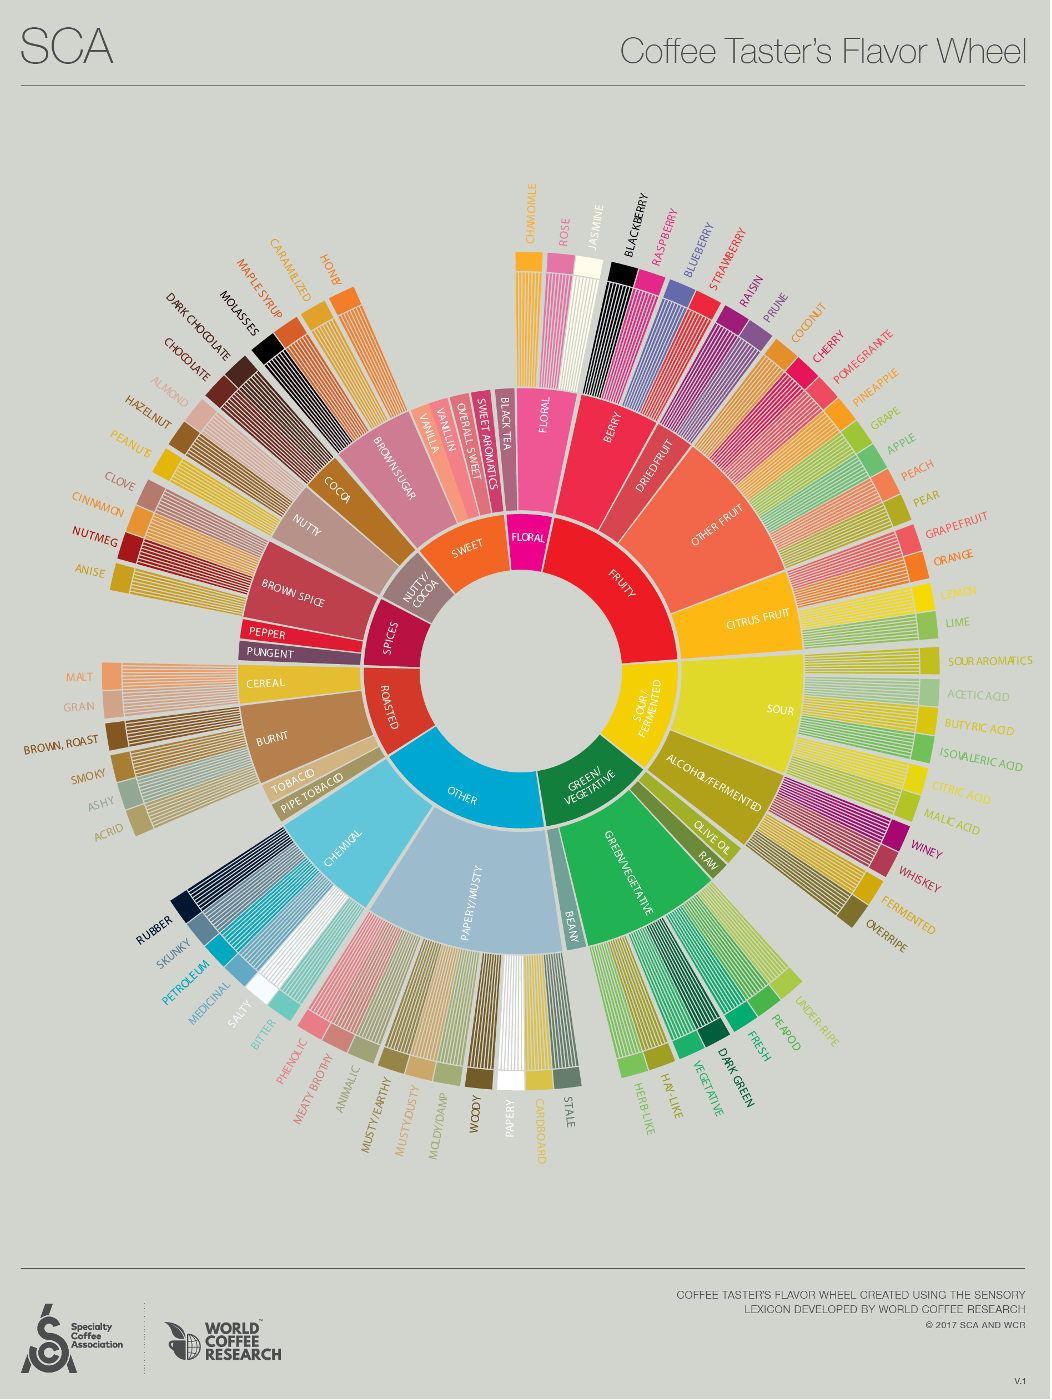 SCA
Coffee Taster's Flavor Wheel
FLORAL
FRUITY
SOUR/
FERMENTED
GREEN/
VEGETATIVE
OTHER
ROASTED
SPICES
NUTTY/
COCOA
SWEET
BLACK TEA
FLORAL
BERRY
DRIED FRUIT
OTHER FRUIT
CITRUS FRUIT
SOUR
ALCOHOL/FERMENTED
OLIVE OIL
RAW
GREEN/VEGETATIVE
BEANY
PAPERY/MUSTY
CHEMICAL
PIPE TOBACCO
TOBACCO
BURNT
CEREAL
PUNGENT
PEPPER
BROWN SPICE
NUTTY
COCOA
BROWN SUGAR
VANILLA
VANILLIN
OVERALL SWEET
SWEET AROMATICS
CHAMOMILE
ROSE
JASMINE
BLACKBERRY
RASPBERRY
BLUEBERRY
STRAWBERRY
RAISIN
PRUNE
COCONUT
CHERRY
POMEGRANATE
PINEAPPLE
GRAPE
APPLE
PEACH
PEAR
GRAPEFRUIT
ORANGE
LEMON
LIME
SOUR AROMATICS
ACETIC ACID
BUTYRIC ACID
ISOVALERIC ACID
CITRIC ACID
MALIC ACID
WINEY
WHISKEY
FERMENTED
OVERRIPE
UNDER-RIPE
PEAPOD
FRESH
DARK GREEN
VEGETATIVE
HAY-LIKE
HERB-LIKE
STALE
CARDBOARD
PAPERY
WOODY
MOLDY/DAMP
MUSTY/DUSTY
MUSTY/EARTHY
ANIMALIC
MEATY BROTHY
PHENOLIC
BITTER
SALTY
MEDICINAL
PETROLEUM
SKUNKY
RUBBER
ACRID
ASHY
SMOKY
BROWN, ROAST
GRAIN
MALT
ANISE
NUTMEG
CINNAMON
CLOVE
PEANUTS
HAZELNUT
ALMOND
CHOCOLATE
DARK CHOCOLATE
MOLASSES
MAPLE SYRUP
CARAMELIZED
HONEY
COFFEE TASTER'S FLAVOR WHEEL CREATED USING THE SENSORY
LEXICON DEVELOPED BY WORLD COFFEE RESEARCH
© 2017 SCA AND WCR
V.1
Specialty
Coffee
Association
WORLD™
COFFEE
RESEARCH